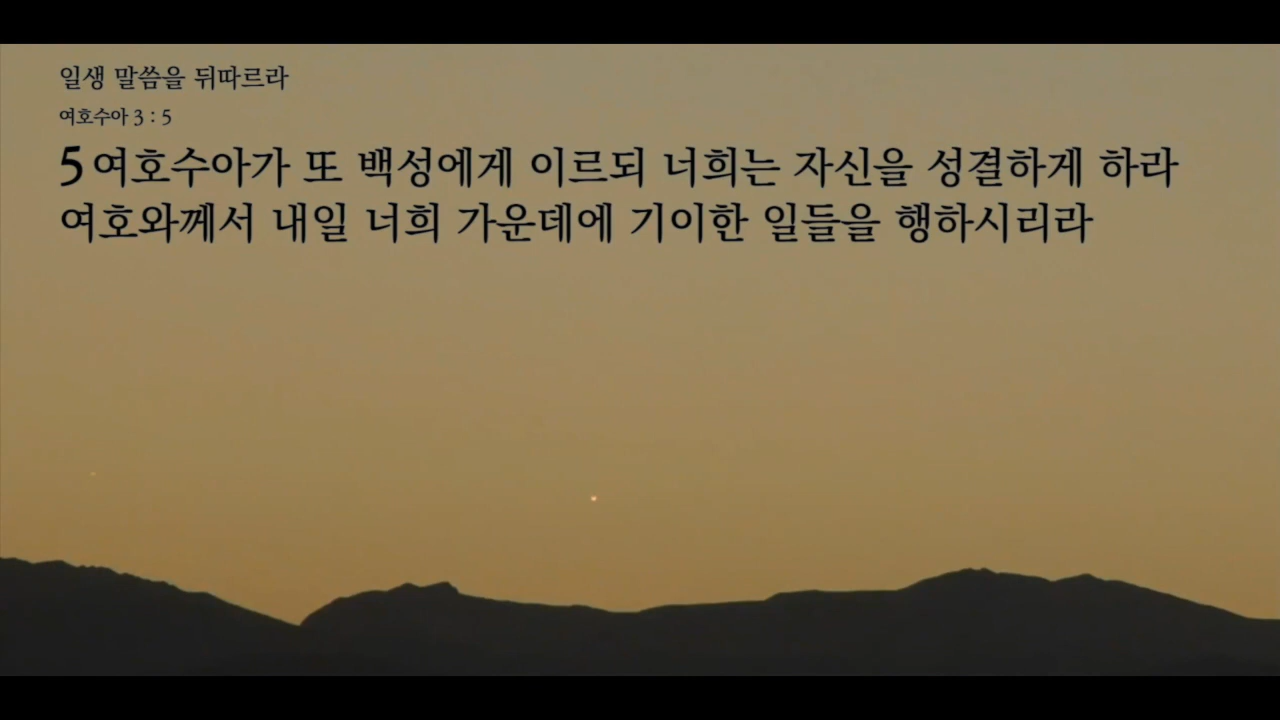 일생 말씀을 뒤따르라
여호수아 3 : 5
5 여호수아가 또 백성에게 이르되 너희는 자신을 성결하게 하라
여호와께서 내일 너희 가운데에 기이한 일들을 행하시리라